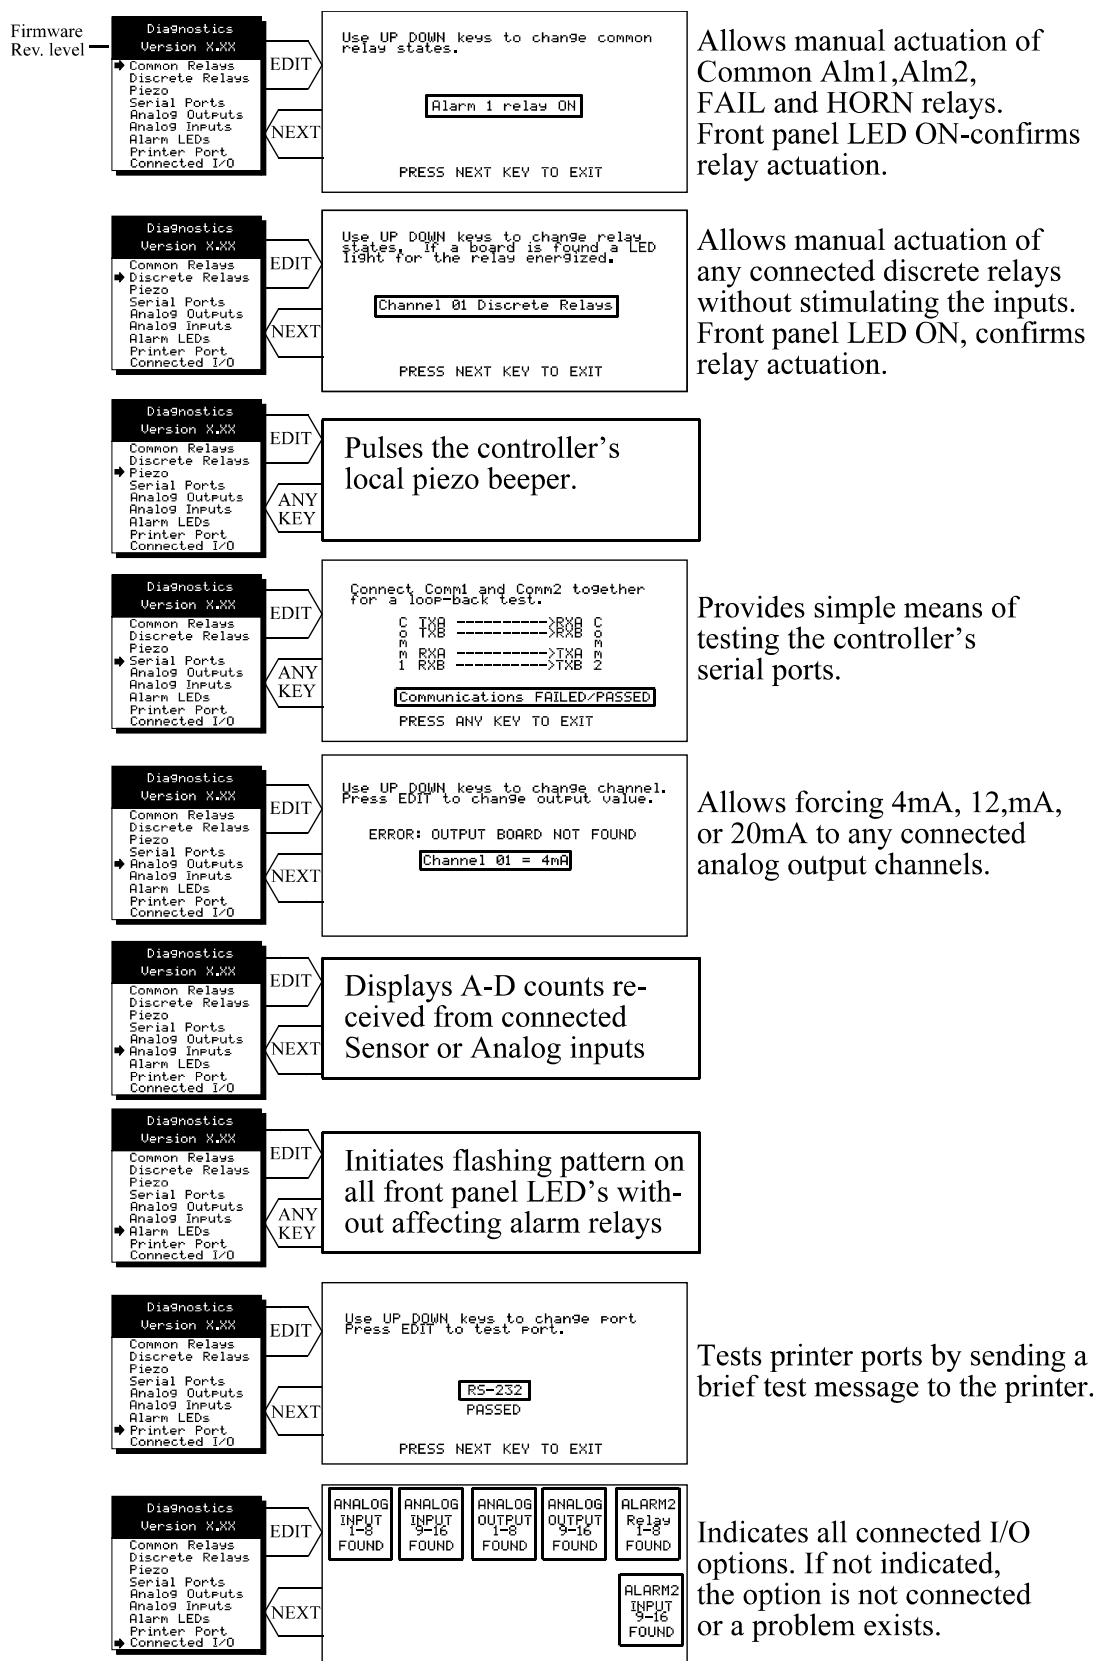 Firmware
Rev. level
Diagnostics
Version X.XX
Common Relays
Discrete Relays
Piezo
Serial Ports
Analog Outputs
Analog Inputs
Alarm LEDs
Printer Port
Connected I/O
EDIT
NEXT
Use UP DOWN keys to change common
relay states.
Alarm 1 relay ON
PRESS NEXT KEY TO EXIT
Allows manual actuation of
Common Alm1,Alm2,
FAIL and HORN relays.
Front panel LED ON-confirms
relay actuation.
Diagnostics
Version X.XX
Common Relays
Discrete Relays
Piezo
Serial Ports
Analog Outputs
Analog Inputs
Alarm LEDs
Printer Port
Connected I/O
EDIT
NEXT
Use UP DOWN keys to change relay
states. If a board is found a LED
light for the relay energized.
Channel 01 Discrete Relays
PRESS NEXT KEY TO EXIT
Allows manual actuation of
any connected discrete relays
without stimulating the inputs.
Front panel LED ON, confirms
relay actuation.
Diagnostics
Version X.XX
Common Relays
Discrete Relays
Piezo
Serial Ports
Analog Outputs
Analog Inputs
Alarm LEDs
Printer Port
Connected I/O
EDIT
ANY
KEY
Pulses the controller’s
local piezo beeper.
Diagnostics
Version X.XX
Common Relays
Discrete Relays
Piezo
Serial Ports
Analog Outputs
Analog Inputs
Alarm LEDs
Printer Port
Connected I/O
EDIT
ANY
KEY
Connect Comm1 and Comm2 together
for a loop-back test.
C TXA ---------->RXA C
o TXB ---------->RXB o
m m
m RXA ---------->TXA m
1 RXB ---------->TXB 2
Communications FAILED/PASSED
PRESS ANY KEY TO EXIT
Provides simple means of
testing the controller’s
serial ports.
Diagnostics
Version X.XX
Common Relays
Discrete Relays
Piezo
Serial Ports
Analog Outputs
Analog Inputs
Alarm LEDs
Printer Port
Connected I/O
EDIT
NEXT
Use UP DOWN keys to change channel.
Press EDIT to change output value.
ERROR: OUTPUT BOARD NOT FOUND
Channel 01 = 4mA
Allows forcing 4mA, 12,mA,
or 20mA to any connected
analog output channels.
Diagnostics
Version X.XX
Common Relays
Discrete Relays
Piezo
Serial Ports
Analog Outputs
Analog Inputs
Alarm LEDs
Printer Port
Connected I/O
EDIT
NEXT
Displays A-D counts re-
ceived from connected
Sensor or Analog inputs
Diagnostics
Version X.XX
Common Relays
Discrete Relays
Piezo
Serial Ports
Analog Outputs
Analog Inputs
Alarm LEDs
Printer Port
Connected I/O
EDIT
ANY
KEY
Initiates flashing pattern on
all front panel LED’s with-
out affecting alarm relays
Diagnostics
Version X.XX
Common Relays
Discrete Relays
Piezo
Serial Ports
Analog Outputs
Analog Inputs
Alarm LEDs
Printer Port
Connected I/O
EDIT
NEXT
Use UP DOWN keys to change port
Press EDIT to test port.
RS-232
PASSED
PRESS NEXT KEY TO EXIT
Tests printer ports by sending a
brief test message to the printer.
Diagnostics
Version X.XX
Common Relays
Discrete Relays
Piezo
Serial Ports
Analog Outputs
Analog Inputs
Alarm LEDs
Printer Port
Connected I/O
EDIT
NEXT
ANALOG
INPUT
1-8
FOUND
ANALOG
INPUT
9-16
FOUND
ANALOG
OUTPUT
1-8
FOUND
ANALOG
OUTPUT
9-16
FOUND
ALARM2
Relay
1-8
FOUND
ALARM2
INPUT
9-16
FOUND
Indicates all connected I/O
options. If not indicated,
the option is not connected
or a problem exists.